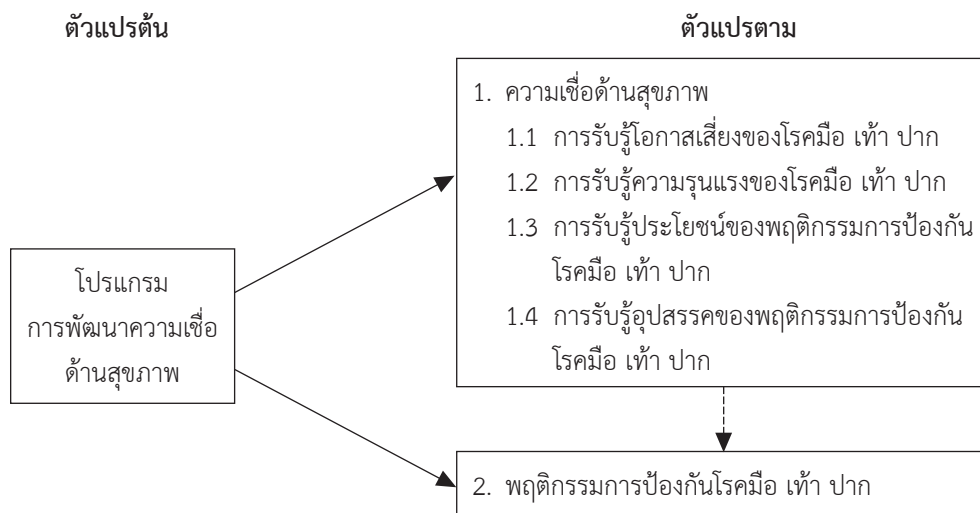 ตัวแปรต้น
ตัวแปรตาม
โปรแกรม
การพัฒนาความเชื่อ
ด้านสุขภาพ
1. ความเชื่อด้านสุขภาพ
1.1 การรับรู้โอกาสเสี่ยงของโรคมือ เท้า ปาก
1.2 การรับรู้ความรุนแรงของโรคมือ เท้า ปาก
1.3 การรับรู้ประโยชน์ของพฤติกรรมการป้องกัน
โรคมือ เท้า ปาก
1.4 การรับรู้อุปสรรคของพฤติกรรมการป้องกัน
โรคมือ เท้า ปาก
2. พฤติกรรมการป้องกันโรคมือ เท้า ปาก